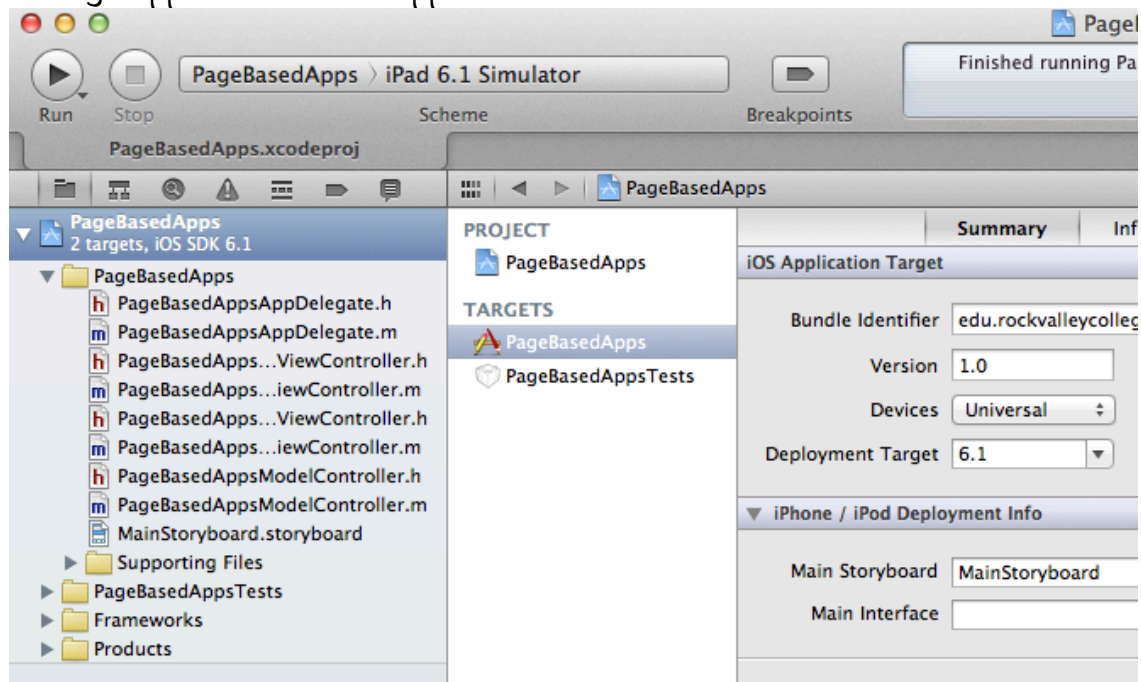 PageB
Finished running Pa
PageBasedApps
iPad 6.1 Simulator
Run
Stop
Scheme
Breakpoints
PageBasedApps.xcodeproj
PageBasedApps
PageBasedApps
2 targets, iOS SDK 6.1
PageBasedApps
PageBasedAppsAppDelegate.h
PageBasedAppsAppDelegate.m
PageBasedApps...ViewController.h
PageBasedApps...iewController.m
PageBasedApps...ViewController.h
PageBasedApps...iewController.m
PageBasedAppsModelController.h
PageBasedAppsModelController.m
MainStoryboard.storyboard
Supporting Files
PageBasedAppsTests
Frameworks
Products
PROJECT
PageBasedApps
TARGETS
PageBasedApps
PageBasedAppsTests
Summary
Inf
iOS Application Target
Bundle Identifier edu.rockvalleycolleg
Version 1.0
Devices Universal
Deployment Target 6.1
iPhone / iPod Deployment Info
Main Storyboard MainStoryboard
Main Interface